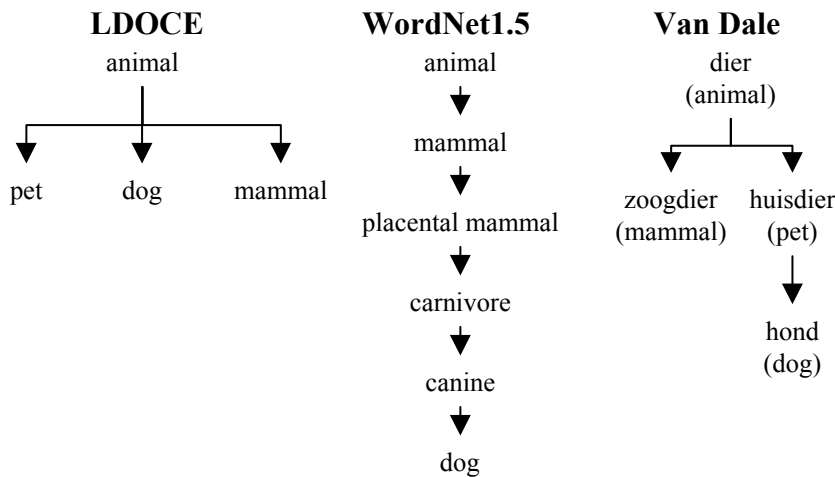 LDOCE
animal
pet dog mammal
WordNet1.5
animal
mammal
placental mammal
carnivore
canine
dog
Van Dale
dier
(animal)
zoogdier huisdier
(mammal) (pet)
hond
(dog)